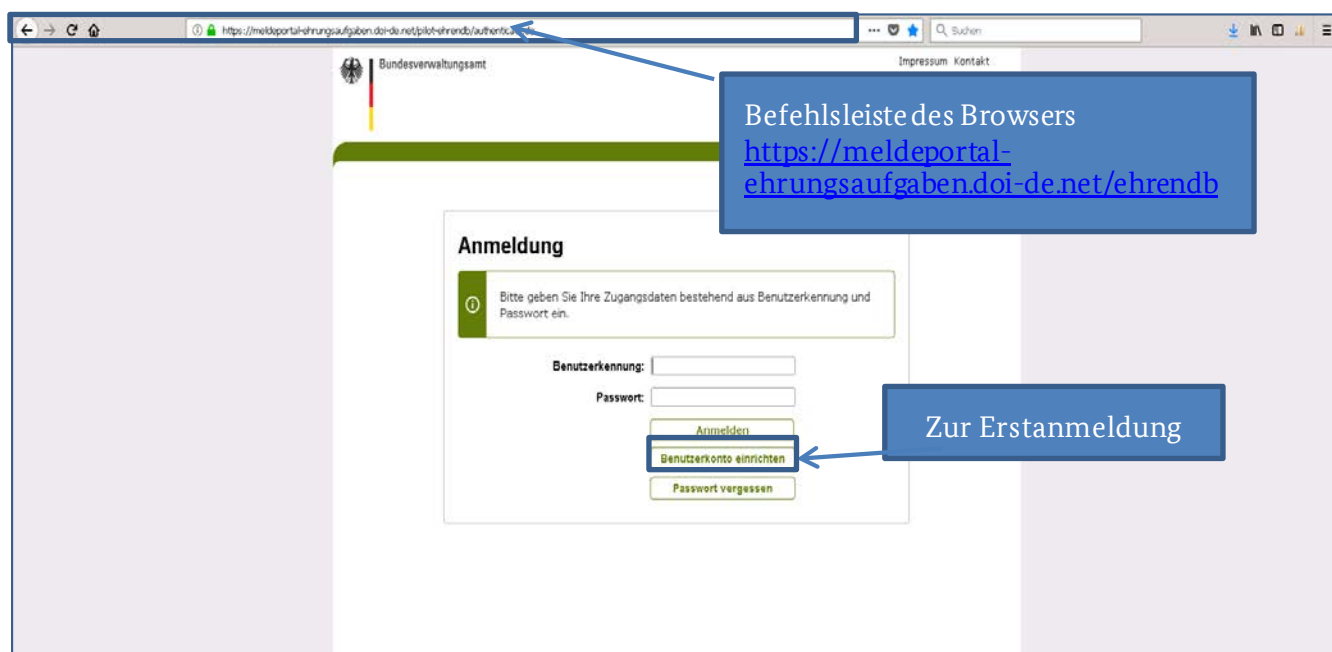 https://meldeportal-ehrungsaufgaben.doi-de.net/pilot-ehrendb/authentic
Suchen
Bundesverwaltungsamt
Impressum Kontakt
Befehlsleiste des Browsers
https://meldeportal-
ehrungsaufgaben.doi-de.net/ehrendb
Anmeldung
Bitte geben Sie Ihre Zugangsdaten bestehend aus Benutzerkennung und
Passwort ein.
Benutzerkennung:
Passwort:
Anmelden
Zur Erstanmeldung
Benutzerkonto einrichten
Passwort vergessen